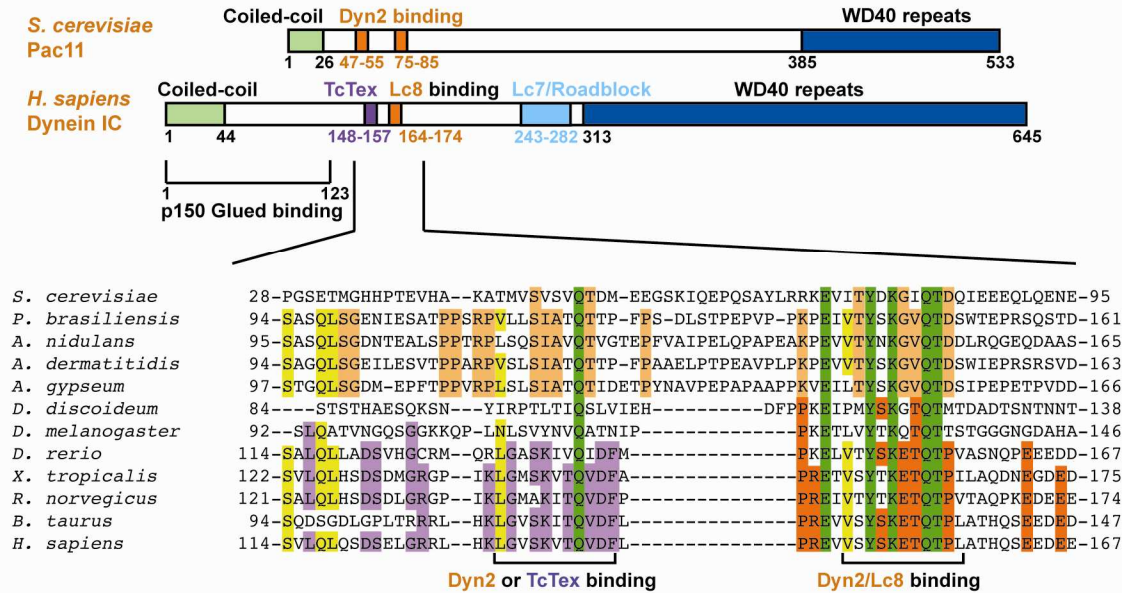 Coiled-coil Dyn2 binding WD40 repeats
S. cerevisiae
Pac11
1 26 47-55 75-85 385 533
H. sapiens
Dynein IC
Coiled-coil TcTex Lc8 binding Lc7/Roadblock WD40 repeats
1 44 148-157 164-174 243-282 313 645
1 123
p150 Glued binding
S. cerevisiae 28-PGSETMGHHPTEVHA--KATMVSVSVQTDM-EEGSKIQEPQSAYLRRKEVITYDKGIQTDQIEEEQLQENE-95
P. brasiliensis 94-SASQLSGENIESATPPSRPVLLSIATQTTP-FPS-DLSTPEPVP-PKPEIVTYSKGVQTDSWTEPRSQSTD-161
A. nidulans 95-SASQLSGDNTEALSPPTRPLSQSIAVQTVGTEPFVAIPELQPAPEAKPEVVTYNKGVQTDDLRQGEQDAAS-165
A. dermatitidis 94-SAGQLSGEILESVTPPARPVSLSIATQTTP-FPAAELPTPEAVPLPKPEVVTYSKGVQTDSWIEPRSRSVD-163
A. gypseum 97-STGQLSGDM-EPFTPPVRPLSLSIATQTIDETPYNAVPEPAPAAPPKVEILTYSKGVQTDSIPEPETPVDD-166
D. discoideum 84----STSTHAESQKSN--YIRPTLTIQSLVIEH-----------DFPPKEIPMYSKGTQTMTDADTSNTNNT-138
D. melanogaster 92--SLQATVNGQSGGKKQP-LNLSVYNVQATNIP-------------PKETLVYTKQTQTTSTGGGNGDAHA-146
D. rerio 114-SALQLLADSVHGCRM--QRLGASKIVQIDFM-------------PKELVTYSKETQTPVASNQPEEEDD-167
X. tropicalis 122-SVLQLHSDSDMGRGP--IKLGMSKVTQVDFA-------------PRETVSYTKETQTPILAQDNEGDED-175
R. norvegicus 121-SALQLHSDSDLGRGP--IKLGMAKITQVDFP-------------PREIVTYTKETQTPVTAQPKEDEEE-174
B. taurus 94-SQDSGDLGPLTRRRL--HKLGVSKITQVDFL-------------PREVVSYSKETQTPLATHQSEEDED-147
H. sapiens 114-SVLQLQSDSELGRRL--HKLGVSKVTQVDFL-------------PREVVSYSKETQTPLATHQSEEDEE-167
Dyn2 or TcTex binding Dyn2/Lc8 binding